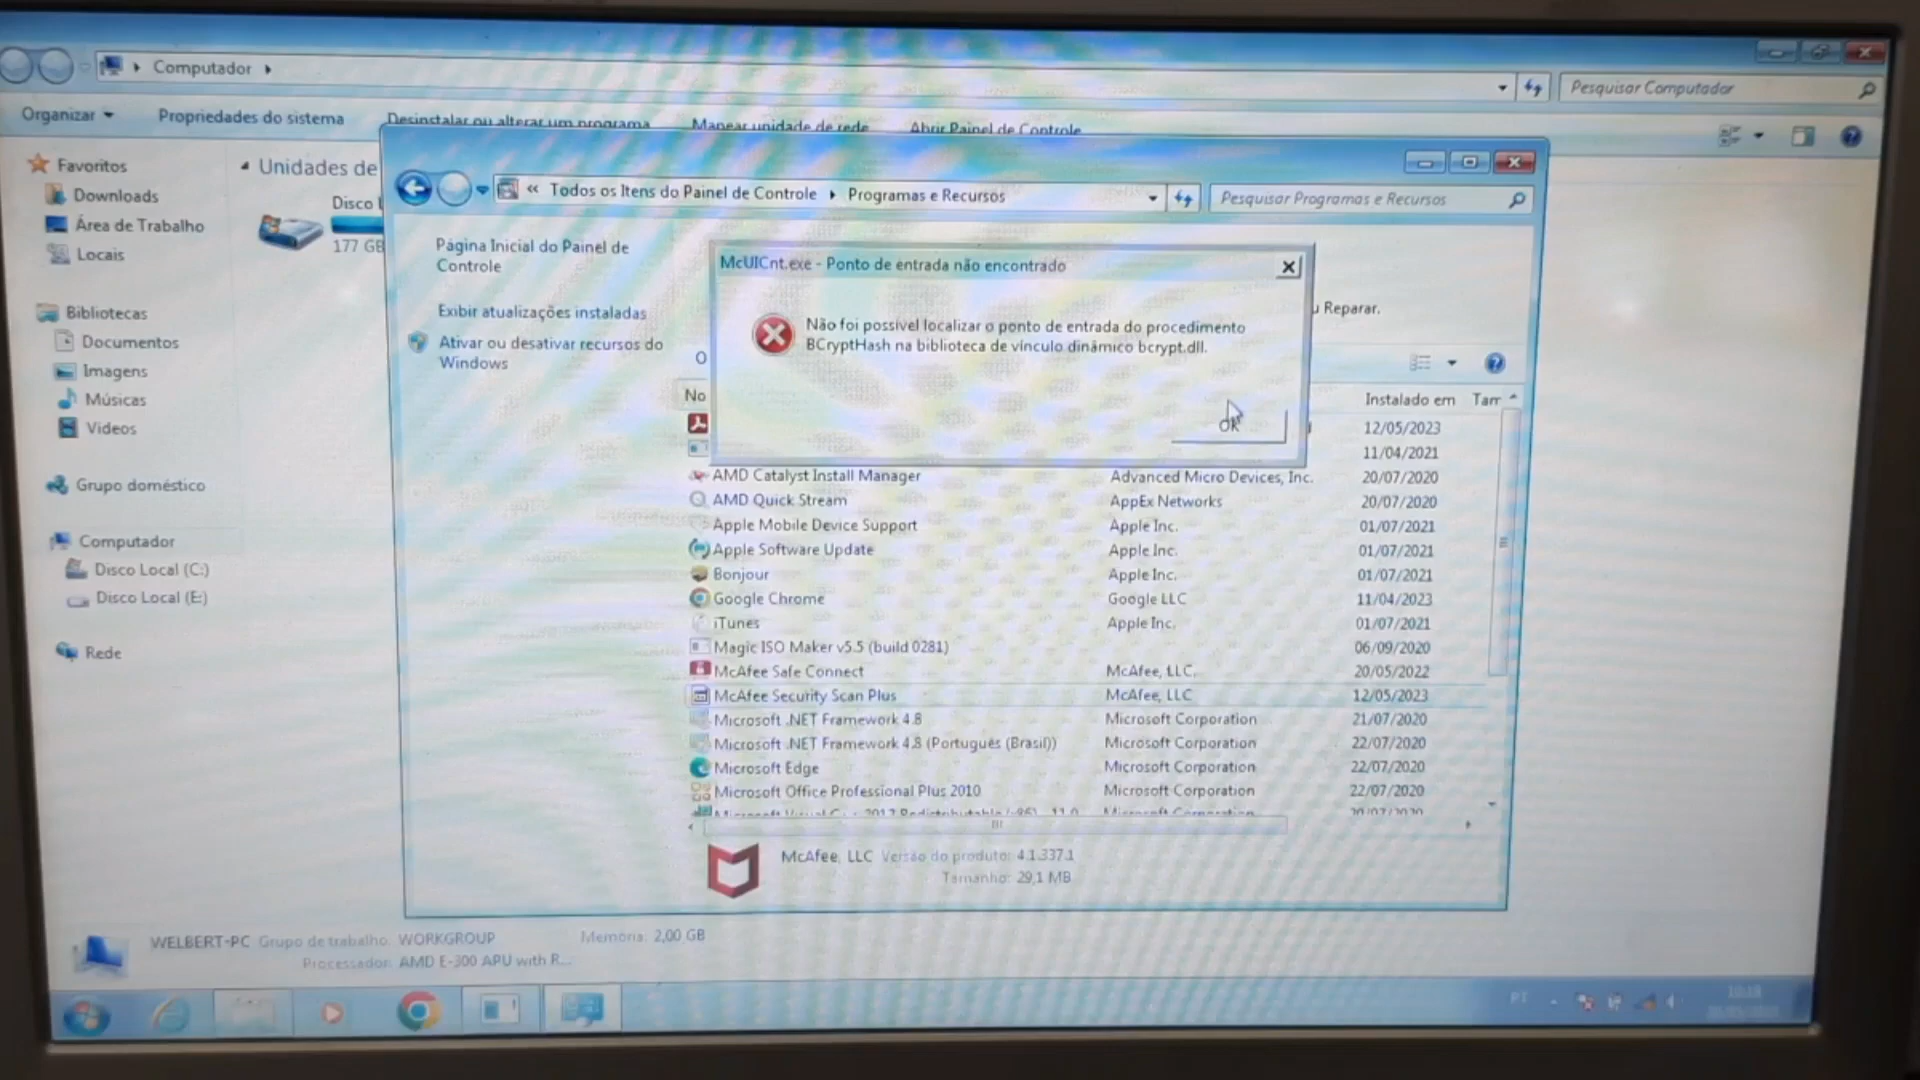 Computador
Pesquisar Computador
Organizar
Propriedades do sistema
Desinstalar ou alterar um programa
Mapear unidade de rede
Abrir Painel de Controle
Favoritos
Downloads
Área de Trabalho
Locais
Bibliotecas
Documentos
Imagens
Músicas
Vídeos
Grupo doméstico
Computador
Disco Local (C:)
Disco Local (E:)
Rede
Unidades de
Disco
177 GB
« Todos os Itens do Painel de Controle
Programas e Recursos
Pesquisar Programas e Recursos
Página Inicial do Painel de
Controle
Exibir atualizações instaladas
Ativar ou desativar recursos do
Windows
McUICnt.exe - Ponto de entrada não encontrado
Não foi possível localizar o ponto de entrada do procedimento
BCryptHash na biblioteca de vínculo dinâmico bcrypt.dll.
OK
u Reparar.
O
No
Instalado em Tam
12/05/2023
11/04/2021
AMD Catalyst Install Manager Advanced Micro Devices, Inc. 20/07/2020
AMD Quick Stream AppEx Networks 20/07/2020
Apple Mobile Device Support Apple Inc. 01/07/2021
Apple Software Update Apple Inc. 01/07/2021
Bonjour Apple Inc. 01/07/2021
Google Chrome Google LLC 11/04/2023
iTunes Apple Inc. 01/07/2021
Magic ISO Maker v5.5 (build 0281) 06/09/2020
McAfee Safe Connect McAfee, LLC. 20/05/2022
McAfee Security Scan Plus McAfee, LLC 12/05/2023
Microsoft .NET Framework 4.8 Microsoft Corporation 21/07/2020
Microsoft .NET Framework 4.8 (Português (Brasil)) Microsoft Corporation 22/07/2020
Microsoft Edge Microsoft Corporation 22/07/2020
Microsoft Office Professional Plus 2010 Microsoft Corporation 22/07/2020
McAfee, LLC Versão do produto: 4.1.337.1
Tamanho: 29,1 MB
WELBERT-PC Grupo de trabalho: WORKGROUP Memória: 2,00 GB
Processador: AMD E-300 APU with R...
PT